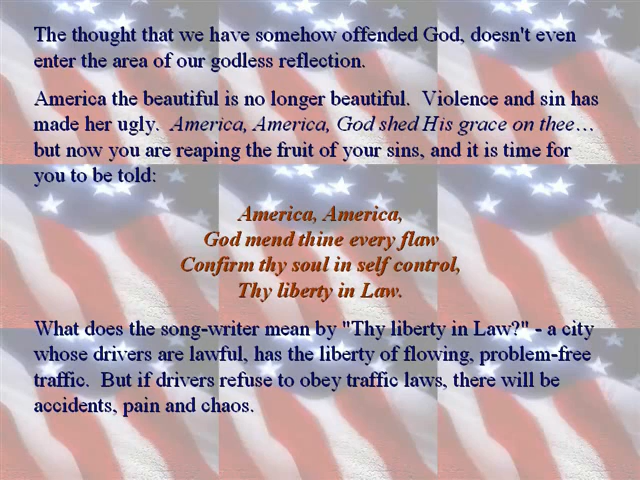 The thought that we have somehow offended God, doesn't even
enter the area of our godless reflection.
America the beautiful is no longer beautiful.  Violence and sin has
made her ugly.  America, America, God shed His grace on thee…
but now you are reaping the fruit of your sins, and it is time for
you to be told:
America, America,
God mend thine every flaw
Confirm thy soul in self control,
Thy liberty in Law.
What does the song-writer mean by "Thy liberty in Law?" - a city
whose drivers are lawful, has the liberty of flowing, problem-free
traffic.  But if drivers refuse to obey traffic laws, there will be
accidents, pain and chaos.